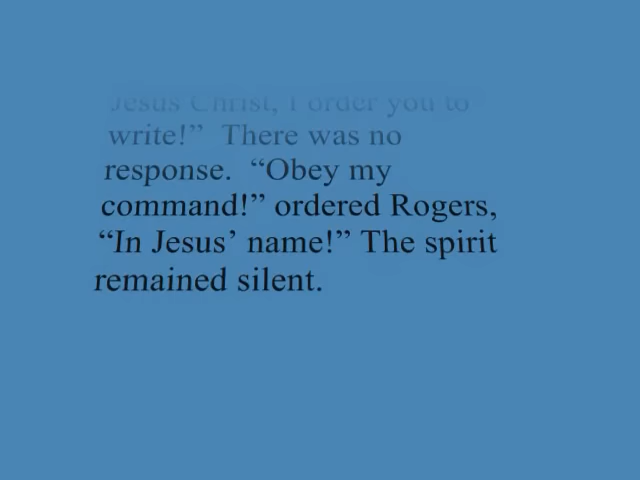 Jesus Christ, I order you to
write!”  There was no
response.  “Obey my
command!” ordered Rogers,
“In Jesus’ name!” The spirit
remained silent.